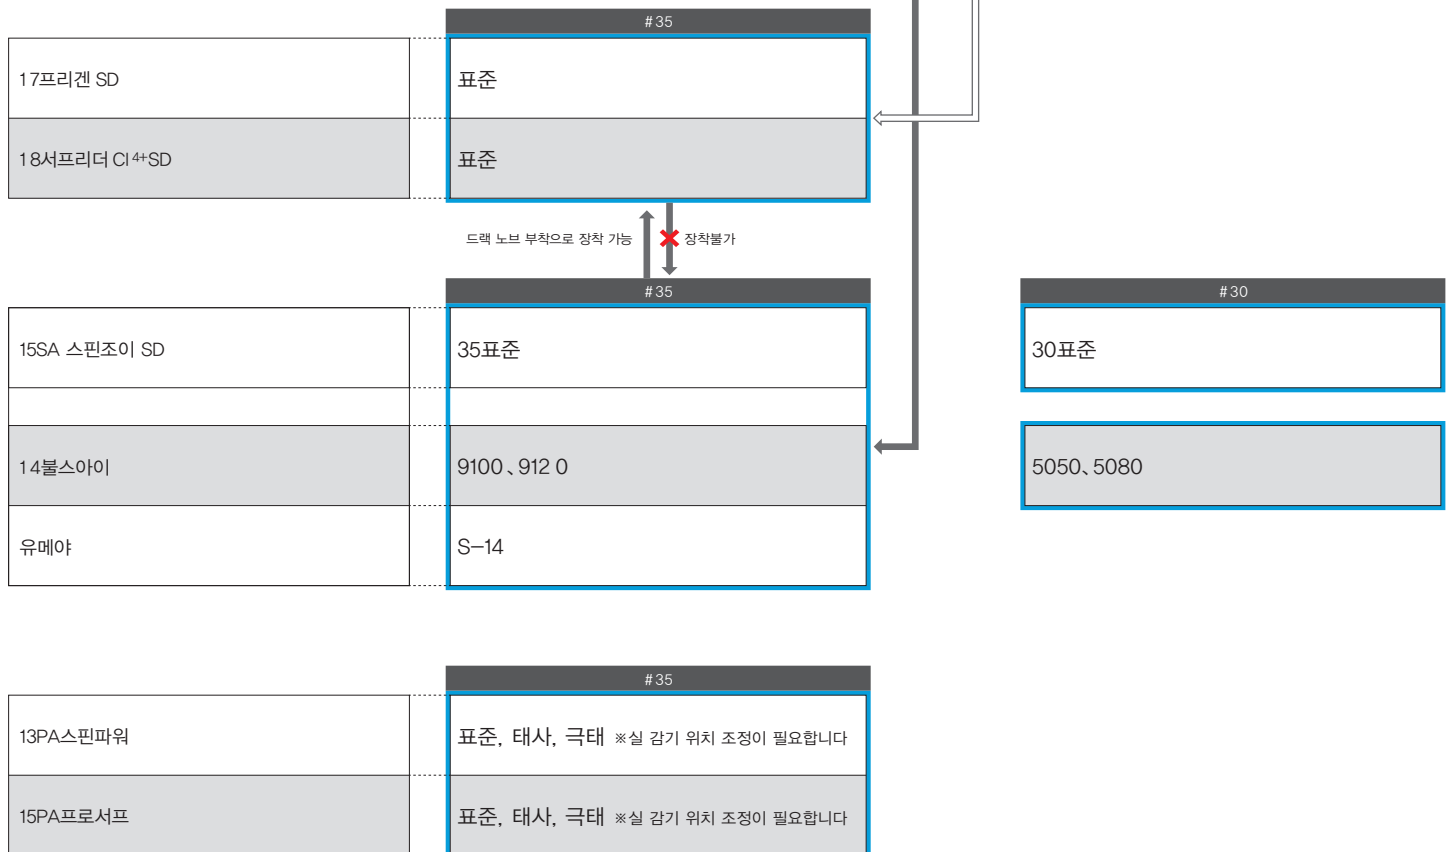 #35
17프리겐 SD 표준
18서프리더 CI4+SD 표준
드랙 노브 부착으로 장착 가능 장착불가
#35 #30
15SA 스핀조이 SD 35표준 30표준
14불스아이 9100、9120 5050、5080
유메야 S-14
#35
13PA스핀파워 표준, 태사, 극태 ※실 감기 위치 조정이 필요합니다
15PA프로서프 표준, 태사, 극태 ※실 감기 위치 조정이 필요합니다